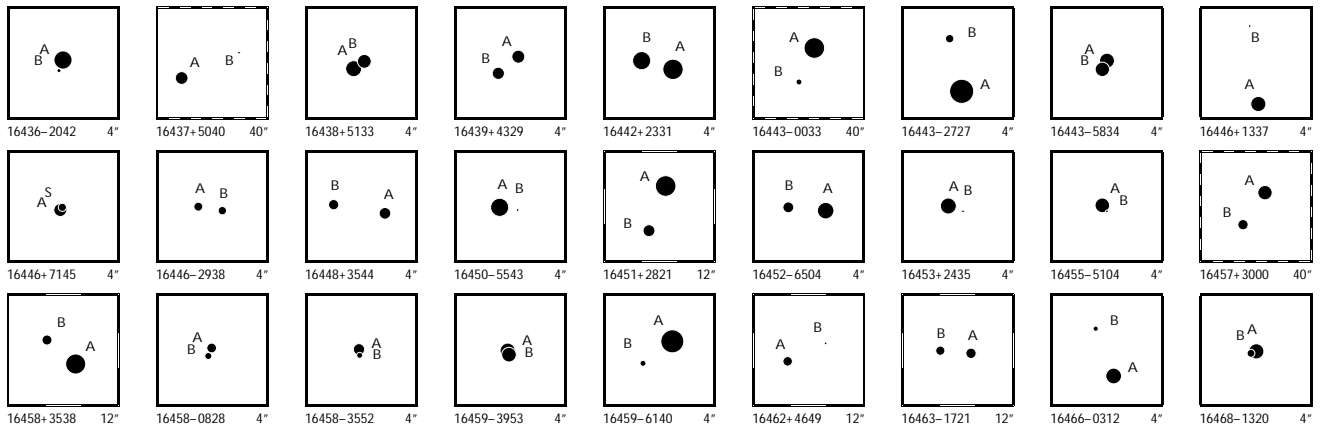 A
B
16436−2042 4″
A
B
16437+5040 40″
B
A
16438+5133 4″
A
B
16439+4329 4″
B
A
16442+2331 4″
A
B
16443−0033 40″
B
A
16443−2727 4″
A
B
16443−5834 4″
B
A
16446+1337 4″
S
A
16446+7145 4″
A
B
16446−2938 4″
B
A
16448+3544 4″
A B
16450−5543 4″
A
B
16451+2821 12″
B
A
16452−6504 4″
A B
16453+2435 4″
A
B
16455−5104 4″
A
B
16457+3000 40″
B
A
16458+3538 12″
A
B
16458−0828 4″
A
B
16458−3552 4″
A
B
16459−3953 4″
A
B
16459−6140 4″
B
A
16462+4649 12″
B
A
16463−1721 12″
B
A
16466−0312 4″
A
B
16468−1320 4″